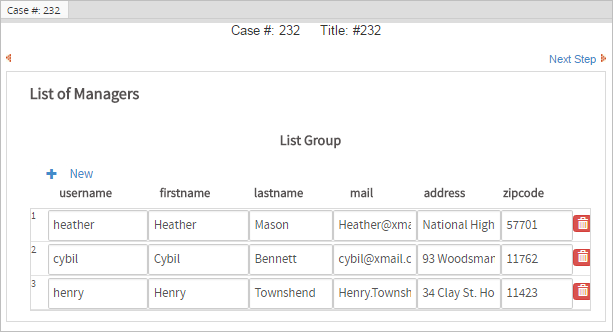 Case #: 232
Case #: 232 Title: #232
Next Step
List of Managers
List Group
New
username firstname lastname mail address zipcode
1 heather Heather Mason Heather@xma National High 57701
2 cybil Cybil Bennett cybil@xmail.c 93 Woodsmar 11762
3 henry Henry Townshend Henry.Townsh 34 Clay St. Ho 11423